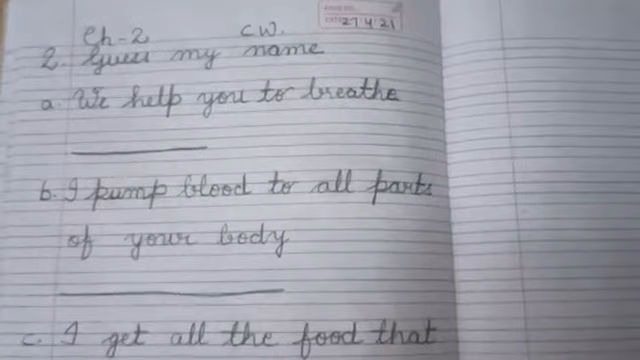 Ch-2 CW. 27 4 21
2. Guess my name
a. We help you to breathe
b. I pump blood to all parts
of your body
c. I get all the food that